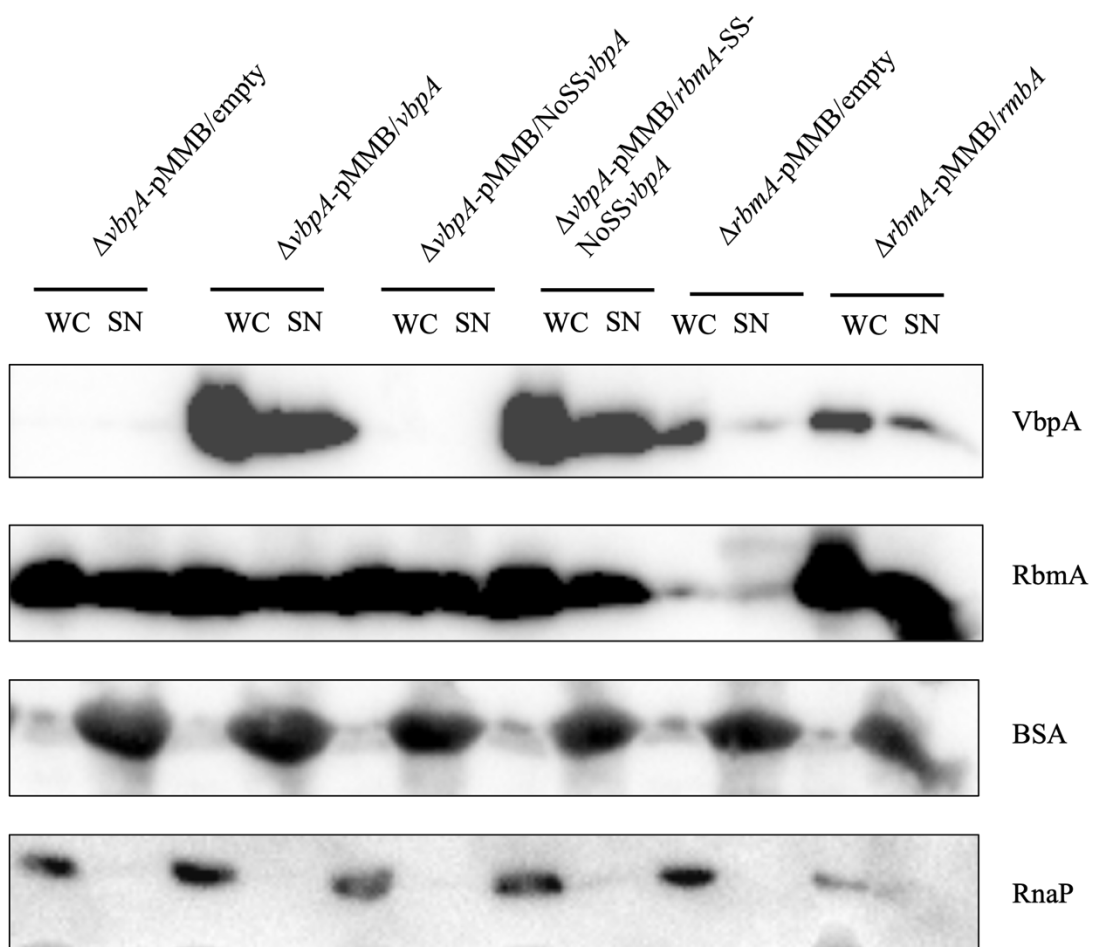 ΔvbpA-pMMB/empty
ΔvbpA-pMMB/vbpA
ΔvbpA-pMMB/NoSSvbpA
ΔvbpA-pMMB/rbmA-SS-
NoSSvbpA
ΔrbmA-pMMB/empty
ΔrbmA-pMMB/rmbA
WC SN WC SN WC SN WC SN WC SN WC SN
VbpA
RbmA
BSA
RnaP